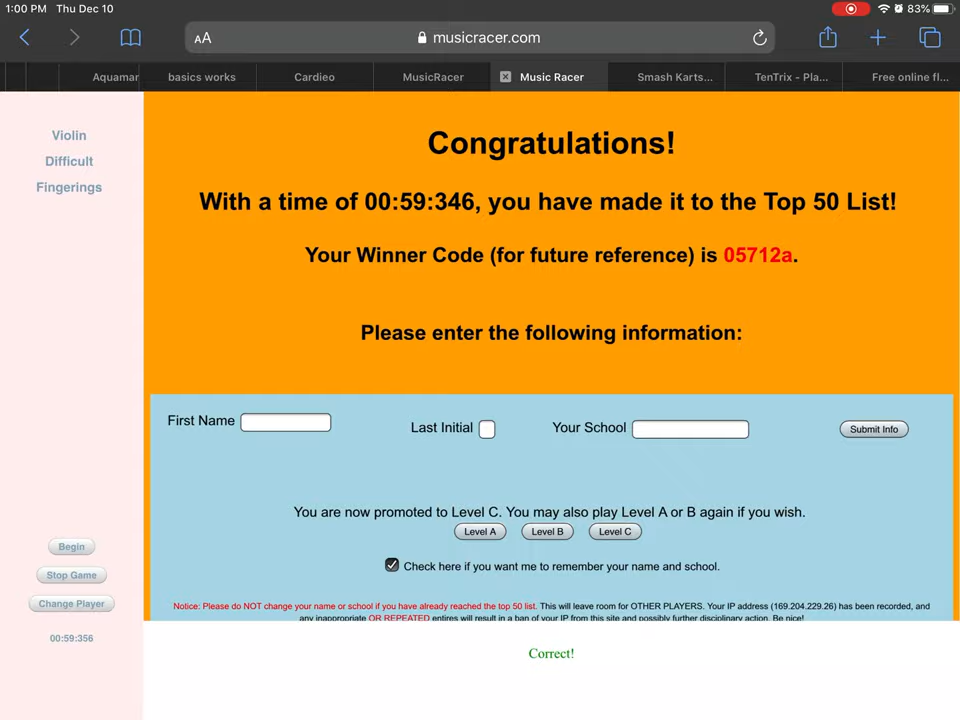 1:00 PM Thu Dec 10
83%
AA
musicracer.com
Aquamar
basics works
Cardieo
MusicRacer
Music Racer
Smash Karts...
TenTrix - Pla...
Free online fl...
Violin
Difficult
Fingerings
Congratulations!
With a time of 00:59:346, you have made it to the Top 50 List!
Your Winner Code (for future reference) is 05712a.
Please enter the following information:
First Name
Last Initial
Your School
Submit Info
You are now promoted to Level C. You may also play Level A or B again if you wish.
Level A
Level B
Level C
Check here if you want me to remember your name and school.
Notice: Please do NOT change your name or school if you have already reached the top 50 list. This will leave room for OTHER PLAYERS. Your IP address (169.204.229.26) has been recorded, and
any inappropriate OR REPEATED entires will result in a ban of your IP from this site and possibly further disciplinary action. Be nice!
Begin
Stop Game
Change Player
00:59:356
Correct!